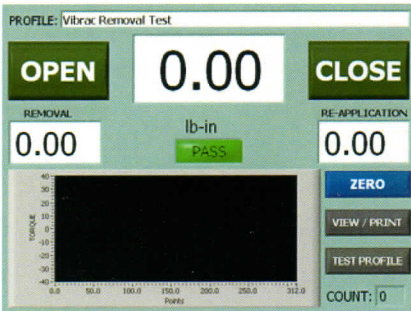 PROFILE: Vibrac Removal Test
OPEN
0.00
CLOSE
REMOVAL
0.00
lb-in
PASS
RE-APPLICATION
0.00
TORQUE
40
30
20
10
0
-10
-20
-30
-40
0.0 50.0 100.0 150.0 200.0 250.0 312.0
Points
ZERO
VIEW / PRINT
TEST PROFILE
COUNT: 0